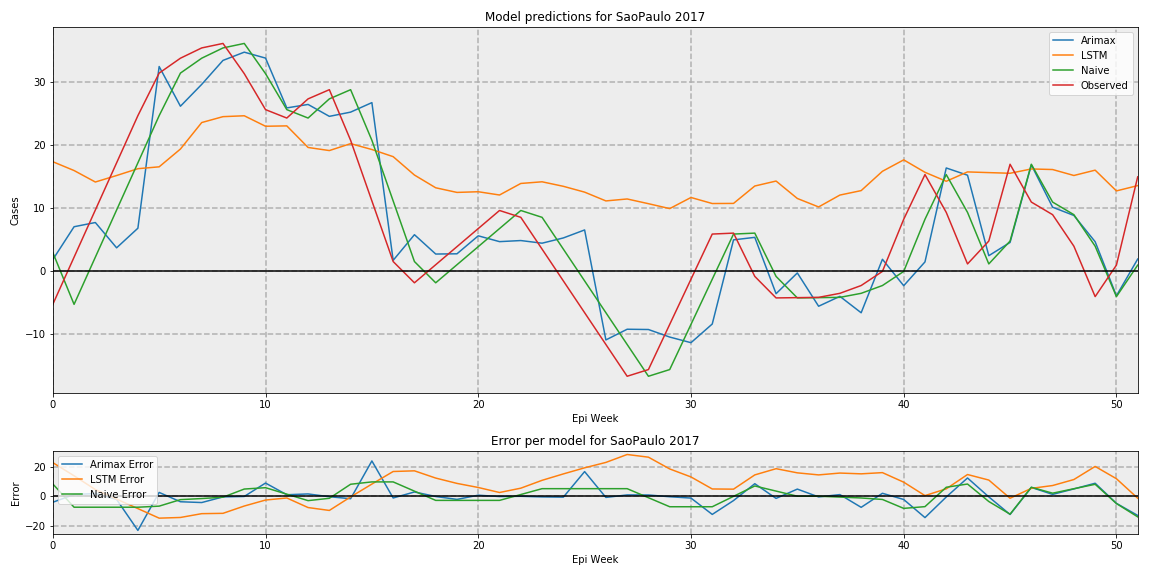 Model predictions for SaoPaulo 2017
Arimax
LSTM
Naive
Observed
30
20
10
0
−10
Cases
0 10 20 30 40 50
Epi Week
Error per model for SaoPaulo 2017
Arimax Error
LSTM Error
Naive Error
20
0
−20
Error
0 10 20 30 40 50
Epi Week